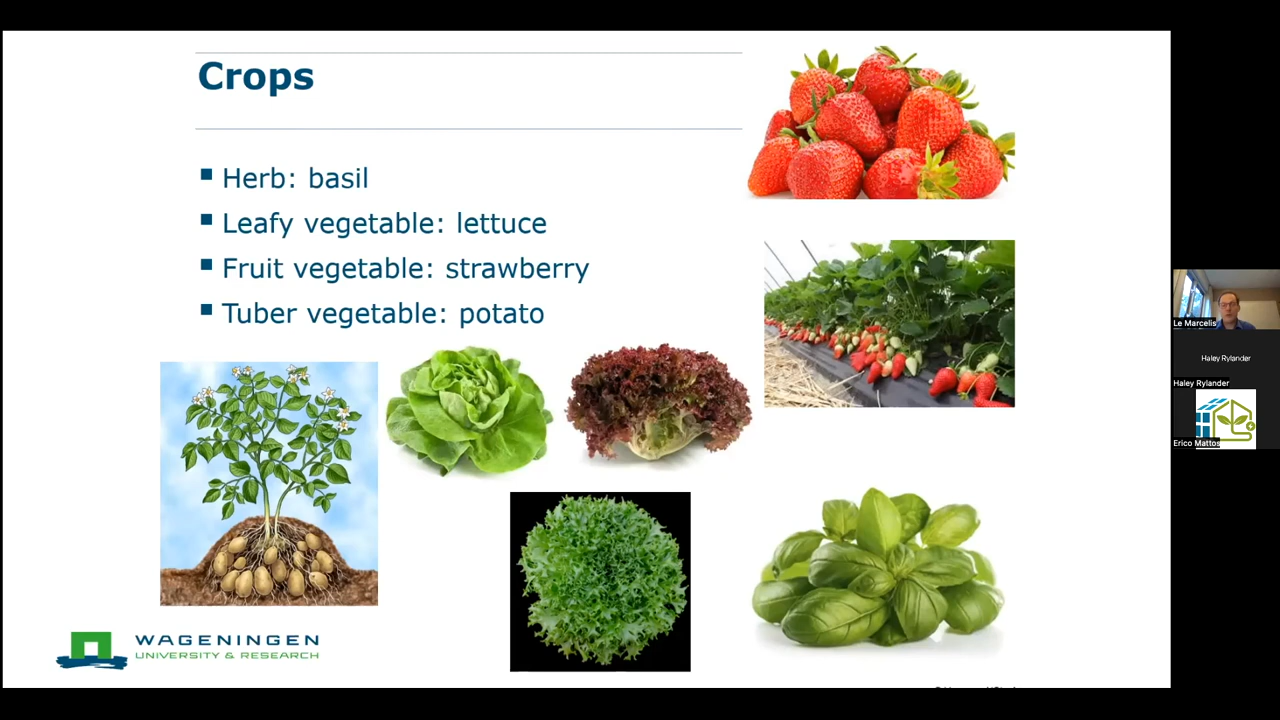 Crops
Herb: basil
Leafy vegetable: lettuce
Fruit vegetable: strawberry
Tuber vegetable: potato
WAGENINGEN
UNIVERSITY & RESEARCH
Le Marcelis
Haley Rylander
Haley Rylander
Erico Mattos